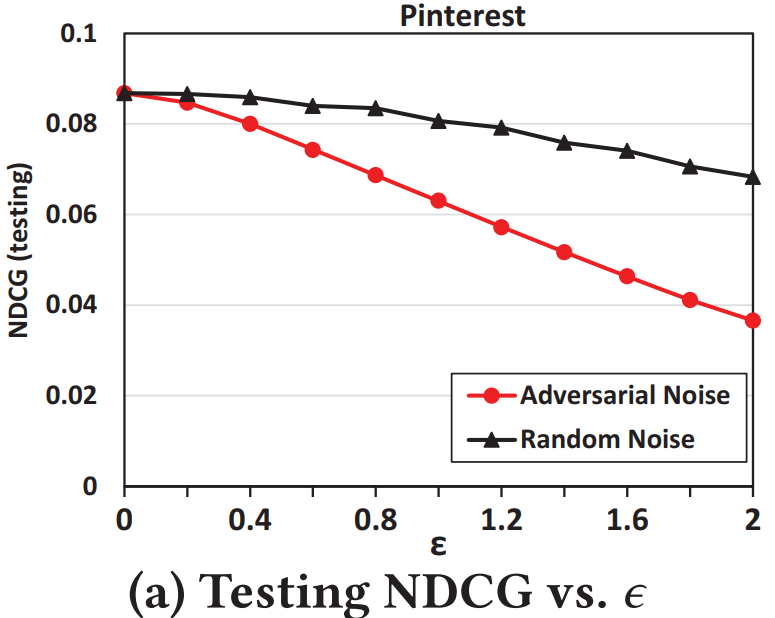 Pinterest
0.1
0.08
0.06
0.04
0.02
0
NDCG (testing)
Adversarial Noise
Random Noise
0 0.4 0.8 1.2 1.6 2
ε
(a) Testing NDCG vs. ϵ